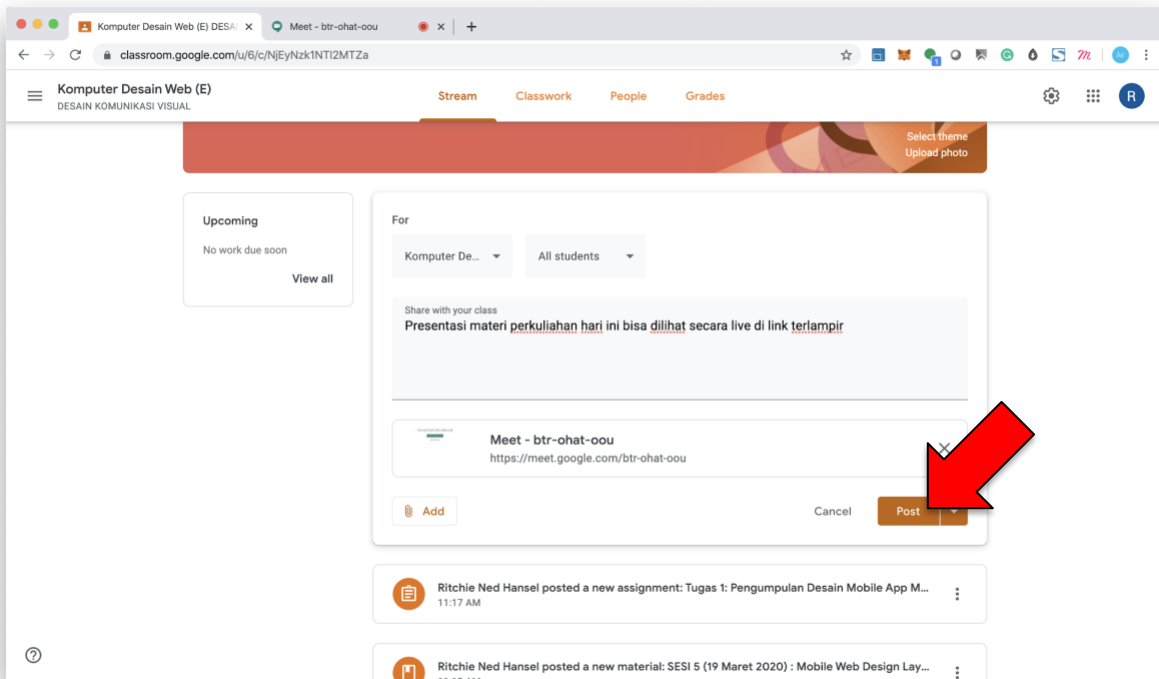 Komputer Desain Web (E) DESA
Meet - btr-ohat-oou
classroom.google.com/u/6/c/NjEyNzk1NTI2MTZa
1
Komputer Desain Web (E)
DESAIN KOMUNIKASI VISUAL
Stream
Classwork
People
Grades
R
Select theme
Upload photo
Upcoming
No work due soon
View all
For
Komputer De...
All students
Share with your class
Presentasi materi perkuliahan hari ini bisa dilihat secara live di link terlampir
Meet - btr-ohat-oou
https://meet.google.com/btr-ohat-oou
Add
Cancel
Post
Ritchie Ned Hansel posted a new assignment: Tugas 1: Pengumpulan Desain Mobile App M...
11:17 AM
Ritchie Ned Hansel posted a new material: SESI 5 (19 Maret 2020) : Mobile Web Design Lay...